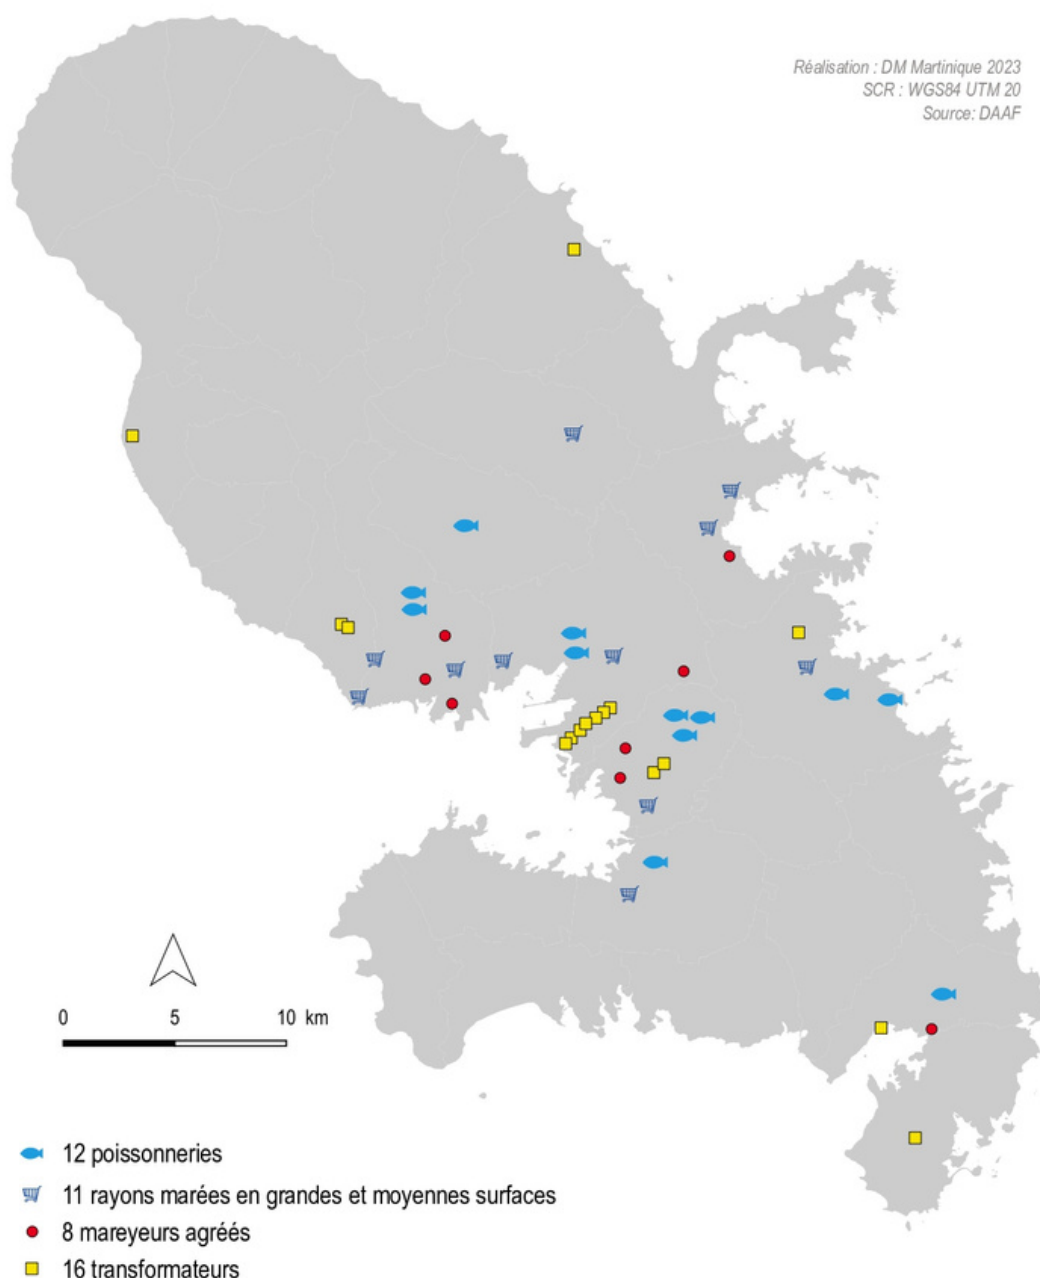 Réalisation : DM Martinique 2023
SCR : WGS84 UTM 20
Source: DAAF
0 5 10 km
12 poissonneries
11 rayons marées en grandes et moyennes surfaces
8 mareyeurs agréés
16 transformateurs